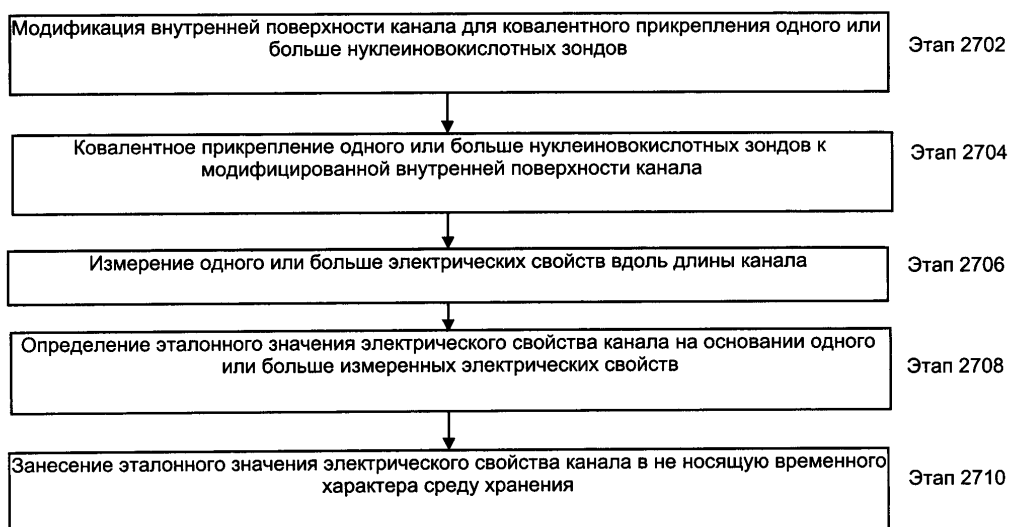 Модификация внутренней поверхности канала для ковалентного прикрепления одного или
больше нуклеиновокислотных зондов
Этап 2702
Ковалентное прикрепление одного или больше нуклеиновокислотных зондов к
модифицированной внутренней поверхности канала
Этап 2704
Измерение одного или больше электрических свойств вдоль длины канала
Этап 2706
Определение эталонного значения электрического свойства канала на основании одного
или больше измеренных электрических свойств
Этап 2708
Занесение эталонного значения электрического свойства канала в не носящую временного
характера среду хранения
Этап 2710